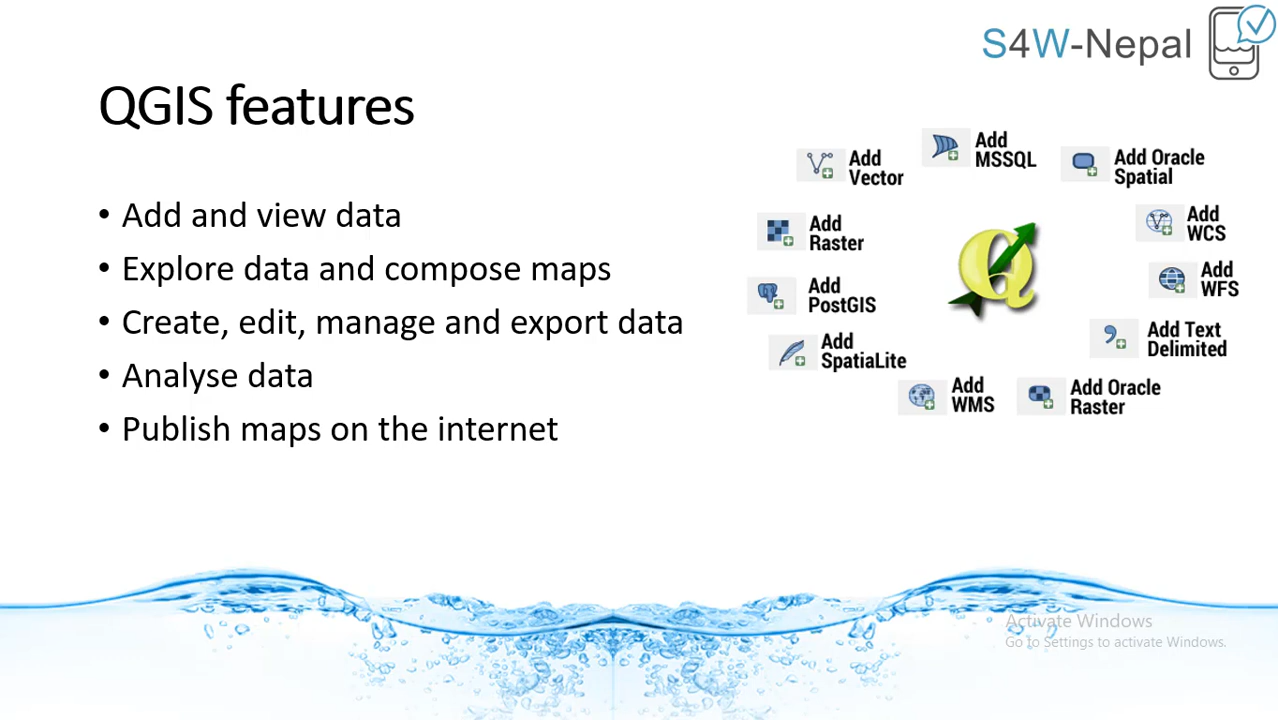 S4W-Nepal
QGIS features
• Add and view data
• Explore data and compose maps
• Create, edit, manage and export data
• Analyse data
• Publish maps on the internet
Add
Vector
Add
MSSQL
Add Oracle
Spatial
Add
Raster
Add
WCS
Add
PostGIS
Add
WFS
Add
SpatiaLite
Add Text
Delimited
Add
WMS
Add Oracle
Raster
Activate Windows
Go to Settings to activate Windows.